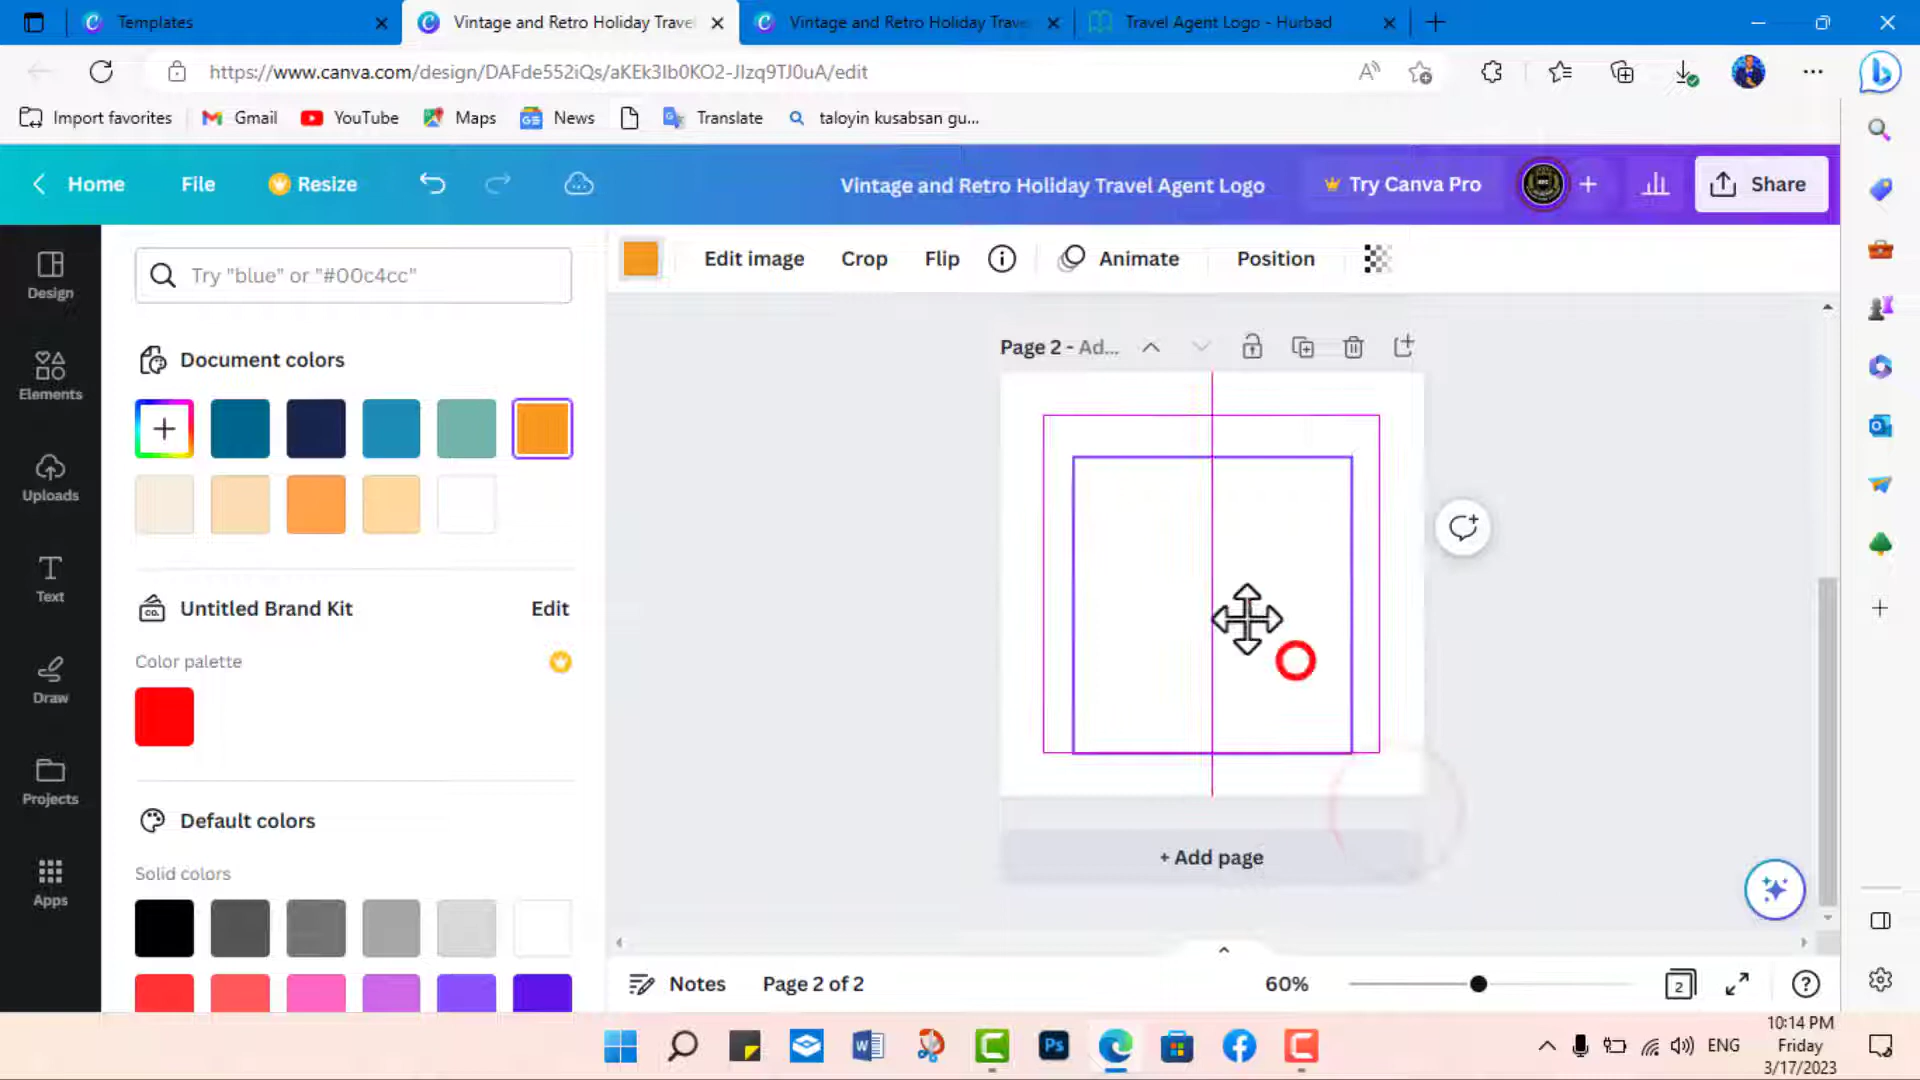 Templates
Vintage and Retro Holiday Trave
Vintage and Retro Holiday Trave
Travel Agent Logo - Hurbad
https://www.canva.com/design/DAFde552iQs/aKEk3Ib0KO2-JIzq9TJ0uA/edit
Import favorites
Gmail
YouTube
Maps
News
Translate
taloyin kusabsan gu...
Home
File
Resize
Vintage and Retro Holiday Travel Agent Logo
Try Canva Pro
Share
Design
Elements
Uploads
Text
Draw
Projects
Apps
Try "blue" or "#00c4cc"
Document colors
Untitled Brand Kit
Edit
Color palette
Default colors
Solid colors
Edit image
Crop
Flip
Animate
Position
Page 2 - Ad...
+ Add page
Notes
Page 2 of 2
60%
2
ENG
10:14 PM
Friday
3/17/2023